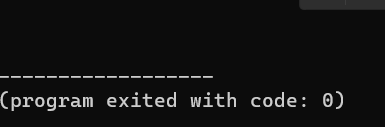 ------------------
(program exited with code: 0)